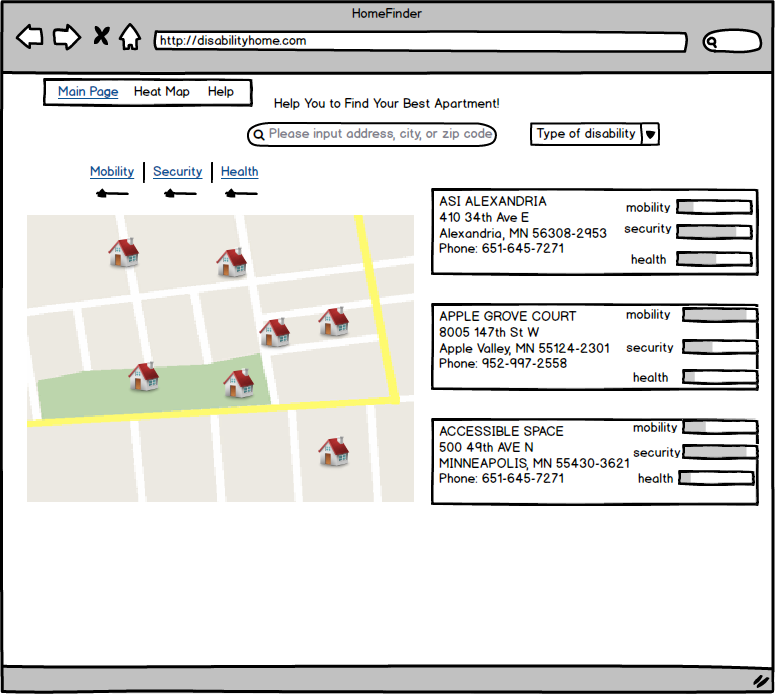 HomeFinder
http://disabilityhome.com
Main Page Heat Map Help
Help You to Find Your Best Apartment!
Please input address, city, or zip code
Type of disability
Mobility Security Health
ASI ALEXANDRIA
410 34th Ave E
Alexandria, MN 56308-2953
Phone: 651-645-7271
mobility
security
health
APPLE GROVE COURT
8005 147th St W
Apple Valley, MN 55124-2301
Phone: 952-997-2558
mobility
security
health
ACCESSIBLE SPACE
500 49th AVE N
MINNEAPOLIS, MN 55430-3621
Phone: 651-645-7271
mobility
security
health